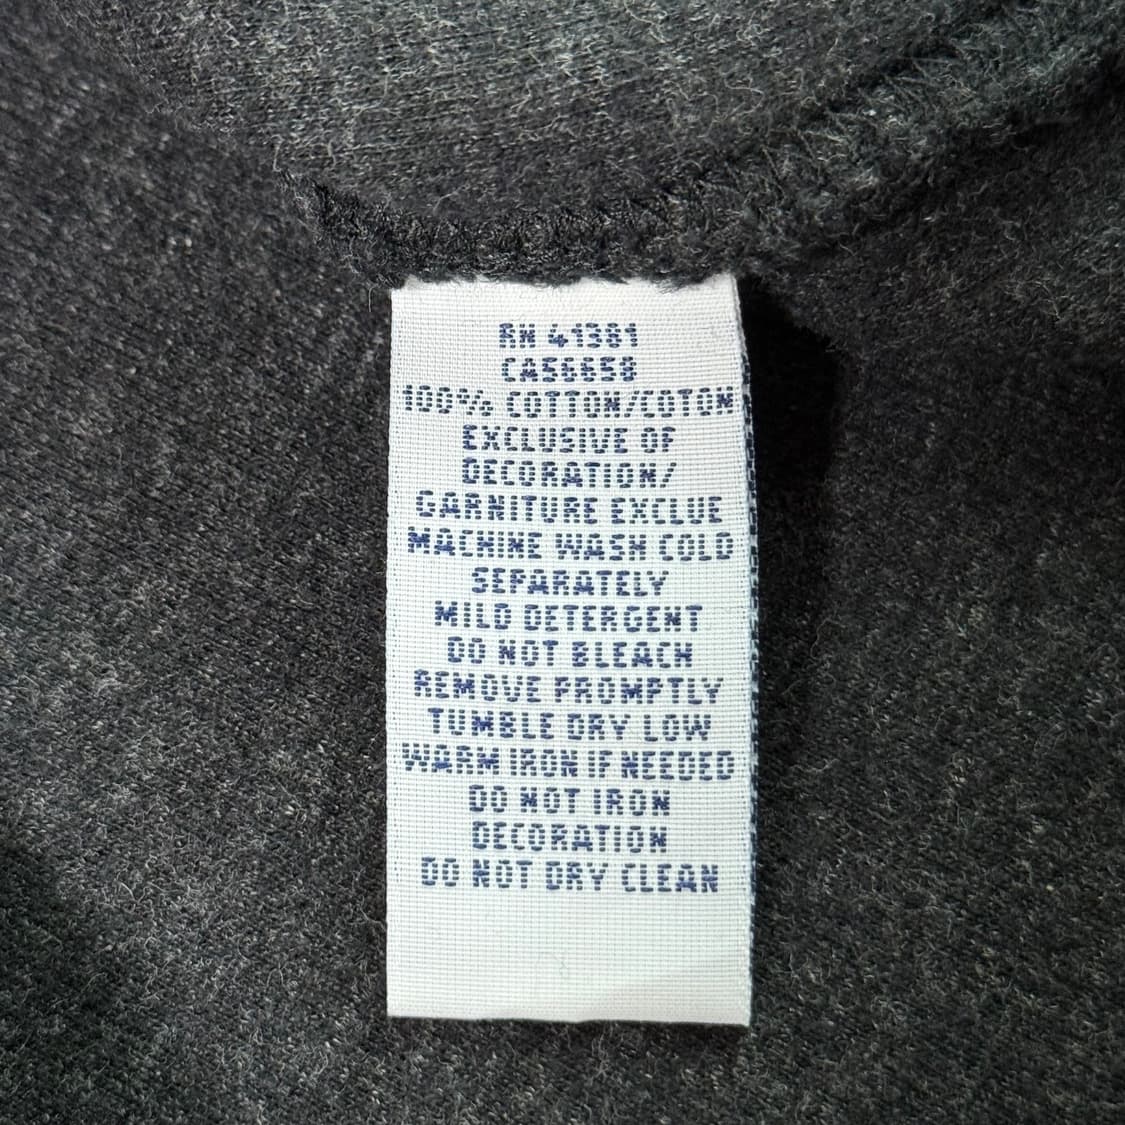 RN 41381
CA56658
100% COTTON/COTON
EXCLUSIVE OF
DECORATION/
GARNITURE EXCLUE
MACHINE WASH COLD
SEPARATELY
MILD DETERGENT
DO NOT BLEACH
REMOVE PROMPTLY
TUMBLE DRY LOW
WARM IRON IF NEEDED
DO NOT IRON
DECORATION
DO NOT DRY CLEAN